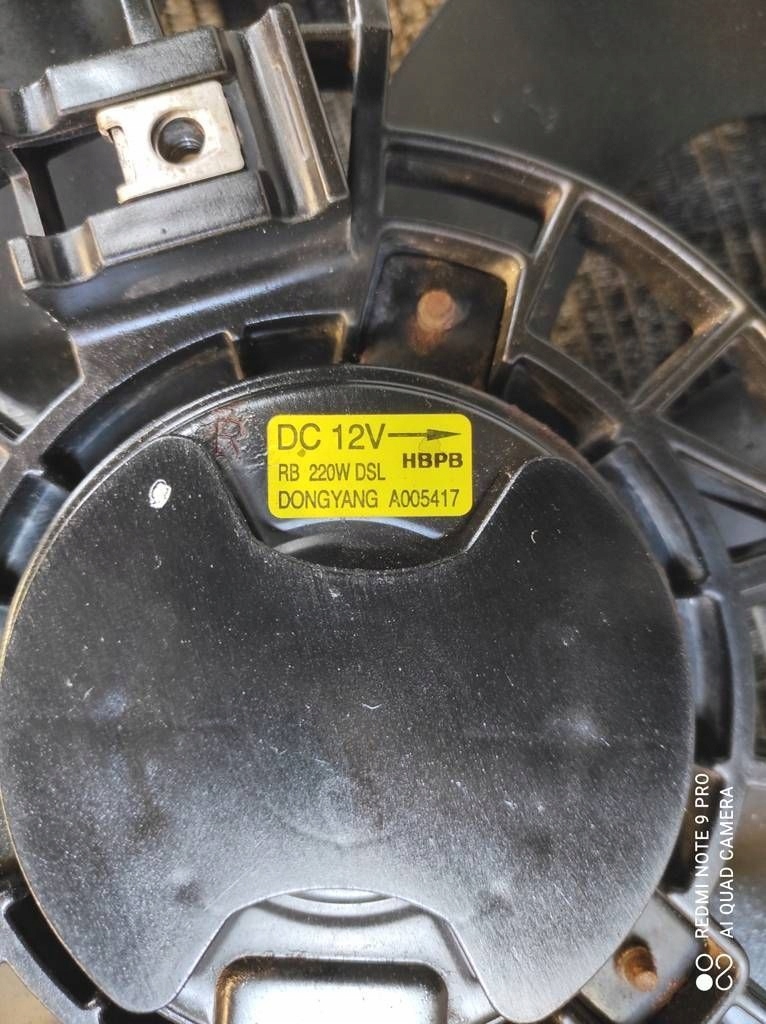 R
DC 12V
HBPB
RB 220W DSL
DONGYANG A005417
REDMI NOTE 9 PRO
AI QUAD CAMERA